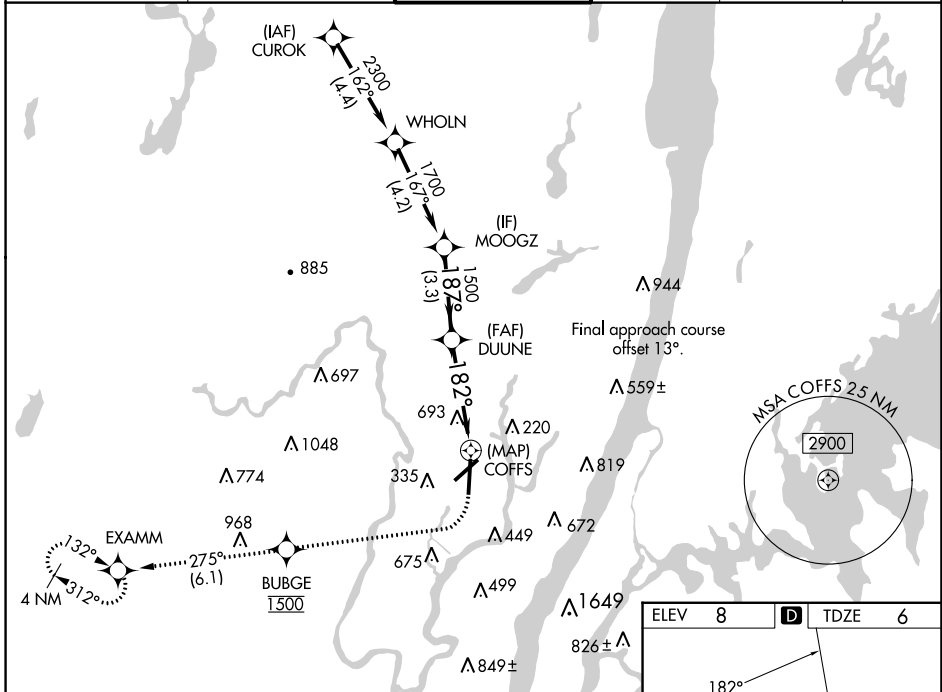 (IAF)
CUROK
2300
162°
(4.4)
WHOLN
1700
167°
(4.2)
(IF)
MOOGZ
885
1500
187°
(3.3)
944
(FAF)
DUUNE
Final approach course
offset 13°.
182°
697
559±
MSA COFFS 25 NM
693
220
2900
1048
(MAP)
COFFS
819
774
335
968
672
EXAMM
449
132°
275°
(6.1)
675
4 NM
312°
BUBGE
1500
499
1649
ELEV 8 D TDZE 6
826±
849±
182°